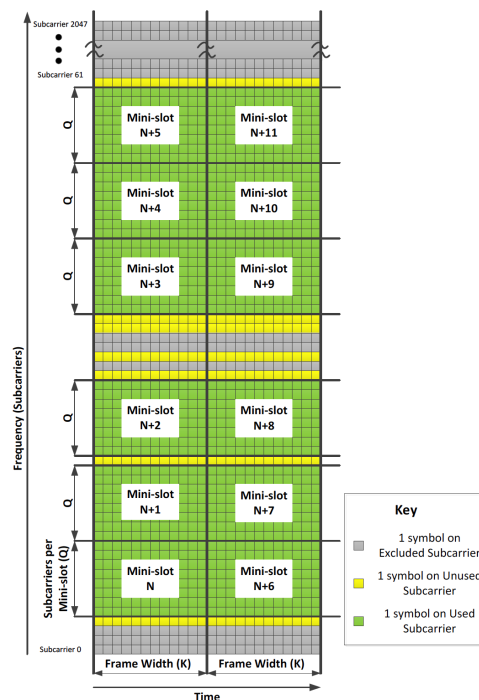 Subcarrier 2047
Subcarrier 61
Q
Mini-slot
N+5
Mini-slot
N+11
Q
Mini-slot
N+4
Mini-slot
N+10
Q
Mini-slot
N+3
Mini-slot
N+9
Frequency (Subcarriers)
Q
Mini-slot
N+2
Mini-slot
N+8
Q
Mini-slot
N+1
Mini-slot
N+7
Subcarriers per
Mini-slot (Q)
Mini-slot
N
Mini-slot
N+6
Subcarrier 0
Frame Width (K)
Frame Width (K)
Time
Key
1 symbol on
Excluded Subcarrier
1 symbol on Unused
Subcarrier
1 symbol on Used
Subcarrier